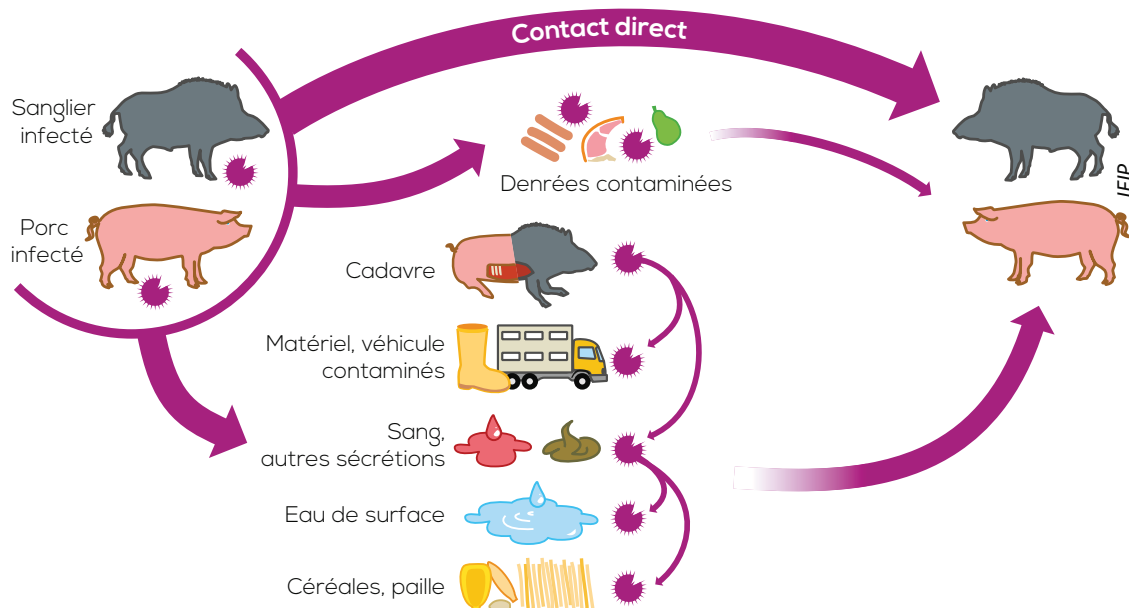 Contact direct
Sanglier
infecté
Denrées contaminées
IFIP
Porc
infecté
Cadavre
Matériel, véhicule
contaminés
Sang,
autres sécrétions
Eau de surface
Céréales, paille